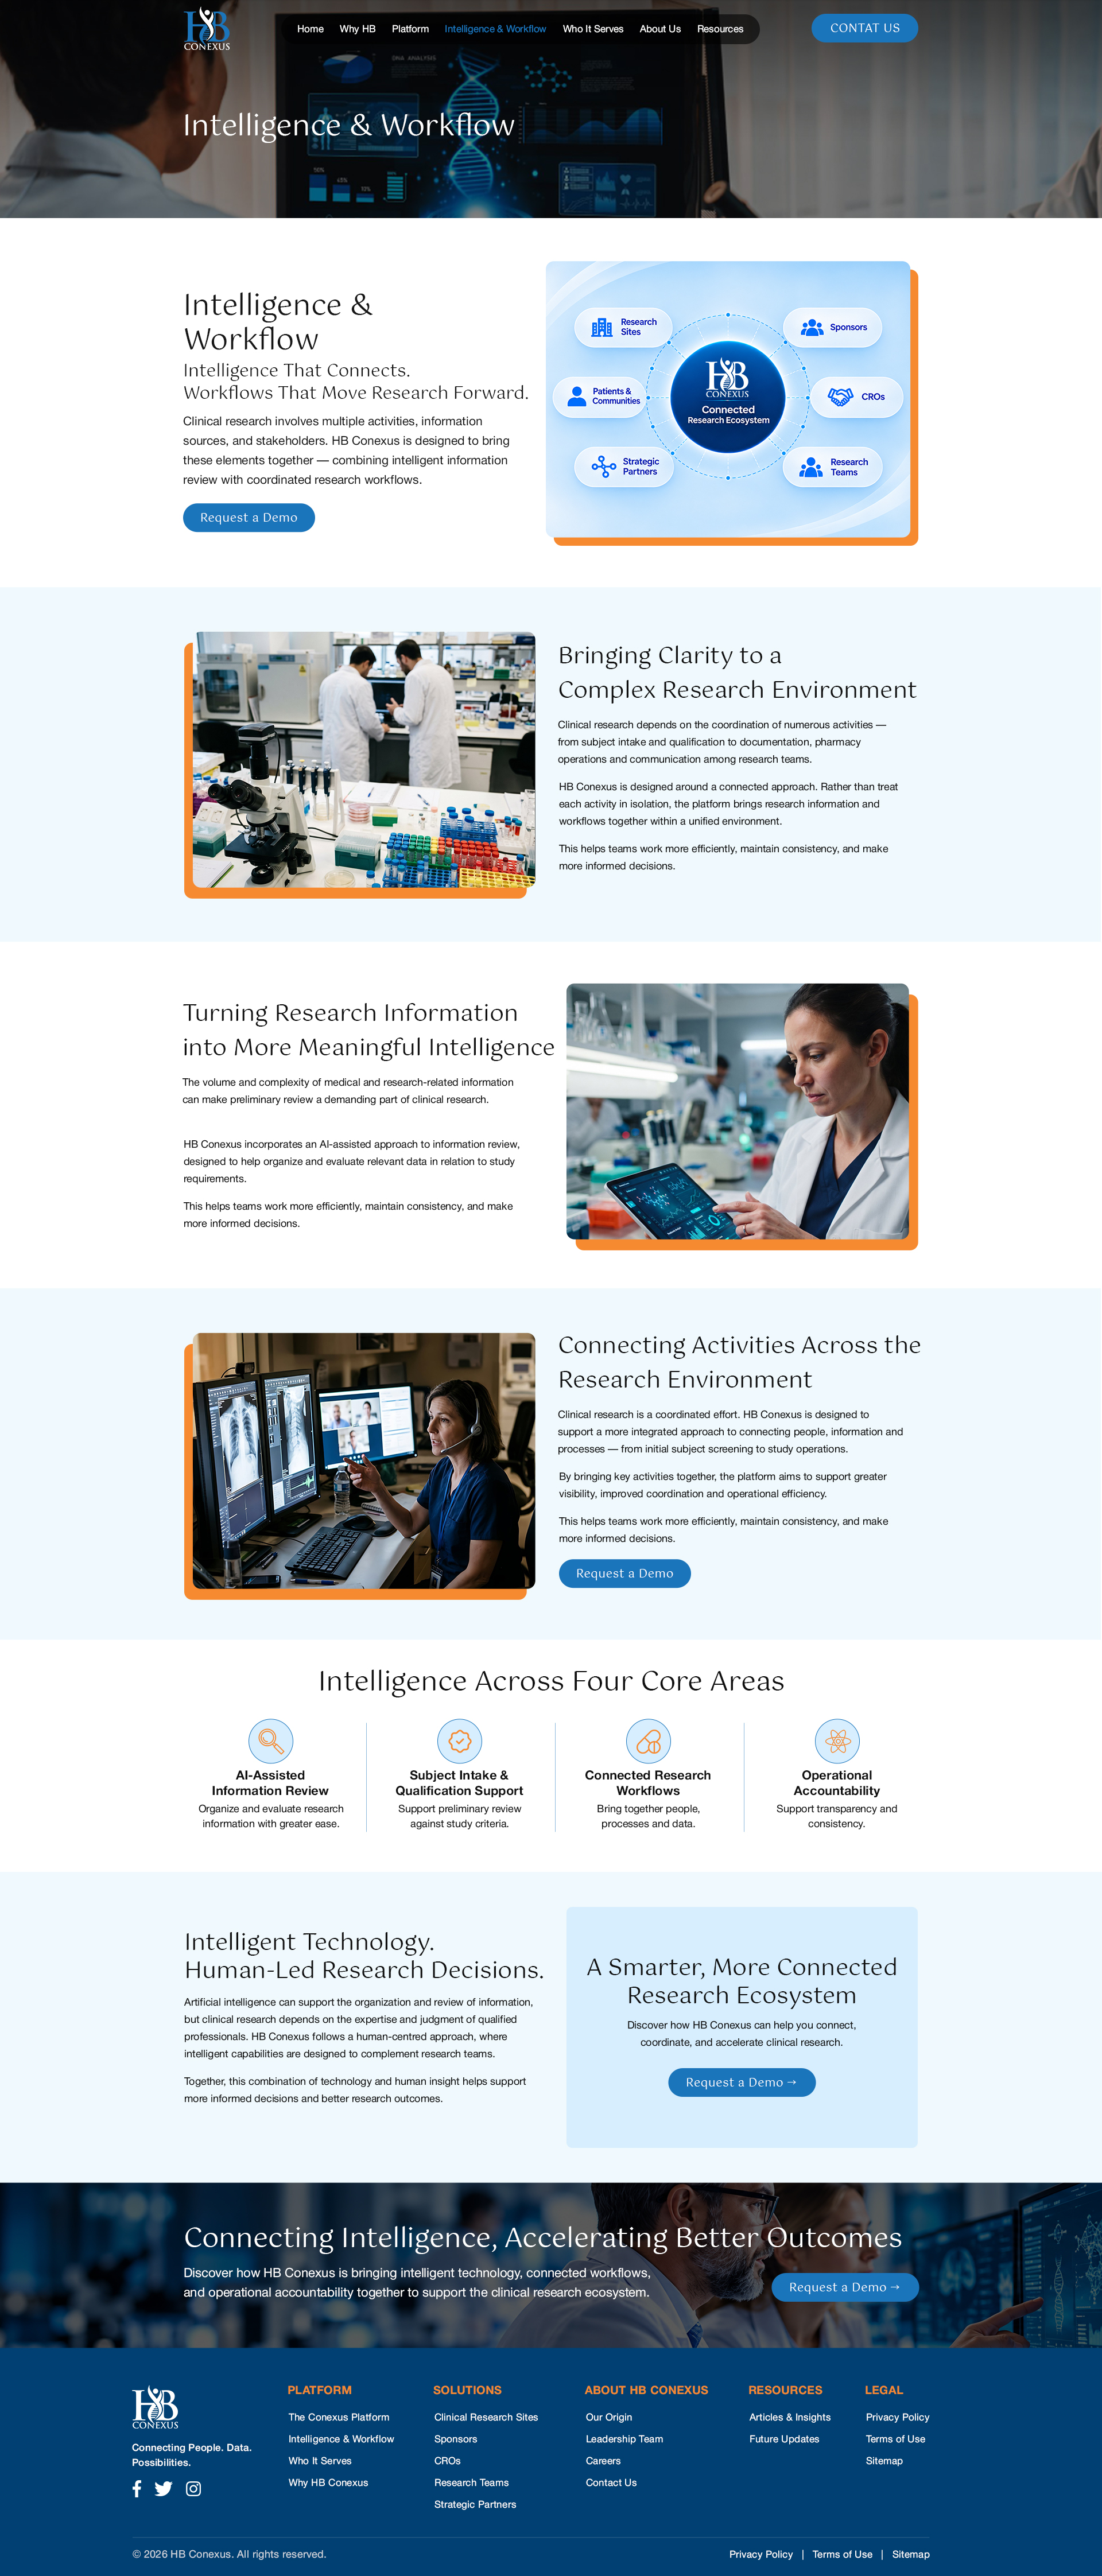 HB
CONEXUS
Home Why HB Platform Intelligence & Workflow Who It Serves About Us Resources
CONTAT US
DNA ANALYSIS
Intelligence & Workflow
Intelligence &
Workflow
Intelligence That Connects.
Workflows That Move Research Forward.
Clinical research involves multiple activities, information
sources, and stakeholders. HB Conexus is designed to bring
these elements together — combining intelligent information
review with coordinated research workflows.
Request a Demo
Research
Sites
Sponsors
Patients &
Communities
HB
CONEXUS
Connected
Research Ecosystem
CROs
Strategic
Partners
Research
Teams
Bringing Clarity to a
Complex Research Environment
Clinical research depends on the coordination of numerous activities —
from subject intake and qualification to documentation, pharmacy
operations and communication among research teams.
HB Conexus is designed around a connected approach. Rather than treat
each activity in isolation, the platform brings research information and
workflows together within a unified environment.
This helps teams work more efficiently, maintain consistency, and make
more informed decisions.
Turning Research Information
into More Meaningful Intelligence
The volume and complexity of medical and research-related information
can make preliminary review a demanding part of clinical research.
HB Conexus incorporates an AI-assisted approach to information review,
designed to help organize and evaluate relevant data in relation to study
requirements.
This helps teams work more efficiently, maintain consistency, and make
more informed decisions.
Connecting Activities Across the
Research Environment
Clinical research is a coordinated effort. HB Conexus is designed to
support a more integrated approach to connecting people, information and
processes — from initial subject screening to study operations.
By bringing key activities together, the platform aims to support greater
visibility, improved coordination and operational efficiency.
This helps teams work more efficiently, maintain consistency, and make
more informed decisions.
Request a Demo
Intelligence Across Four Core Areas
AI-Assisted
Information Review
Organize and evaluate research
information with greater ease.
Subject Intake &
Qualification Support
Support preliminary review
against study criteria.
Connected Research
Workflows
Bring together people,
processes and data.
Operational
Accountability
Support transparency and
consistency.
Intelligent Technology.
Human-Led Research Decisions.
Artificial intelligence can support the organization and review of information,
but clinical research depends on the expertise and judgment of qualified
professionals. HB Conexus follows a human-centred approach, where
intelligent capabilities are designed to complement research teams.
Together, this combination of technology and human insight helps support
more informed decisions and better research outcomes.
A Smarter, More Connected
Research Ecosystem
Discover how HB Conexus can help you connect,
coordinate, and accelerate clinical research.
Request a Demo →
Connecting Intelligence, Accelerating Better Outcomes
Discover how HB Conexus is bringing intelligent technology, connected workflows,
and operational accountability together to support the clinical research ecosystem.
Request a Demo →
HB
CONEXUS
Connecting People. Data.
Possibilities.
PLATFORM
The Conexus Platform
Intelligence & Workflow
Who It Serves
Why HB Conexus
SOLUTIONS
Clinical Research Sites
Sponsors
CROs
Research Teams
Strategic Partners
ABOUT HB CONEXUS
Our Origin
Leadership Team
Careers
Contact Us
RESOURCES
Articles & Insights
Future Updates
LEGAL
Privacy Policy
Terms of Use
Sitemap
© 2026 HB Conexus. All rights reserved.
Privacy Policy | Terms of Use | Sitemap